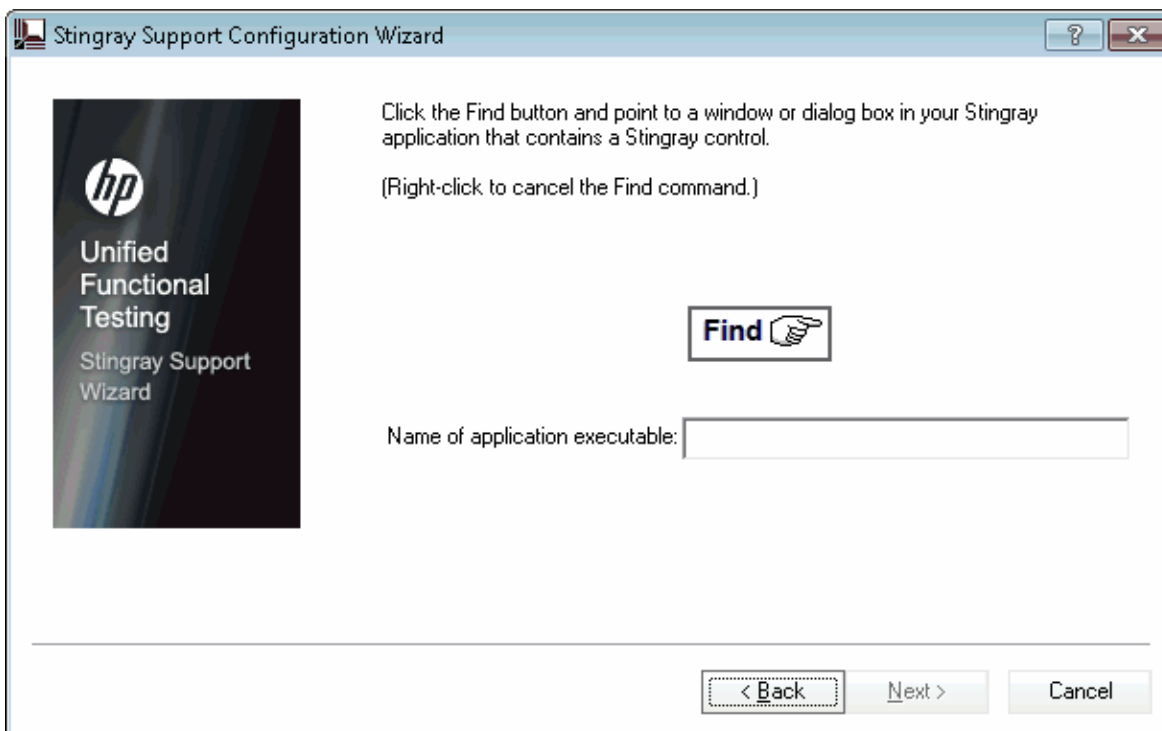 Stingray Support Configuration Wizard
?
Click the Find button and point to a window or dialog box in your Stingray
application that contains a Stingray control.
(Right-click to cancel the Find command.)
hp
Unified
Functional
Testing
Stingray Support
Wizard
Find
Name of application executable:
< Back
Next >
Cancel